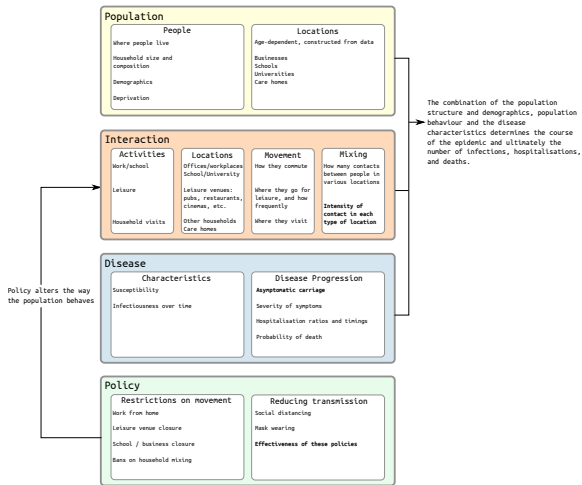 Population
People
Where people live
Household size and
composition
Demographics
Deprivation
Locations
Age-dependent, constructed from data
Businesses
Schools
Universities
Care homes
The combination of the population
structure and demographics, population
behaviour and the disease
characteristics determines the course
of the epidemic and ultimately the
number of infections, hospitalisations,
and deaths.
Interaction
Activities
Work/school
Leisure
Household visits
Locations
Offices/workplaces
School/University
Leisure venues:
pubs, restaurants,
cinemas, etc.
Other households
Care homes
Movement
How they commute
Where they go for
leisure, and how
frequently
Where they visit
Mixing
How many contacts
between people in
various locations
Intensity of
contact in each
type of location
Policy alters the way
the population behaves
Disease
Characteristics
Susceptibility
Infectiousness over time
Disease Progression
Asymptomatic carriage
Severity of symptoms
Hospitalisation ratios and timings
Probability of death
Policy
Restrictions on movement
Work from home
Leisure venue closure
School / business closure
Bans on household mixing
Reducing transmission
Social distancing
Mask wearing
Effectiveness of these policies